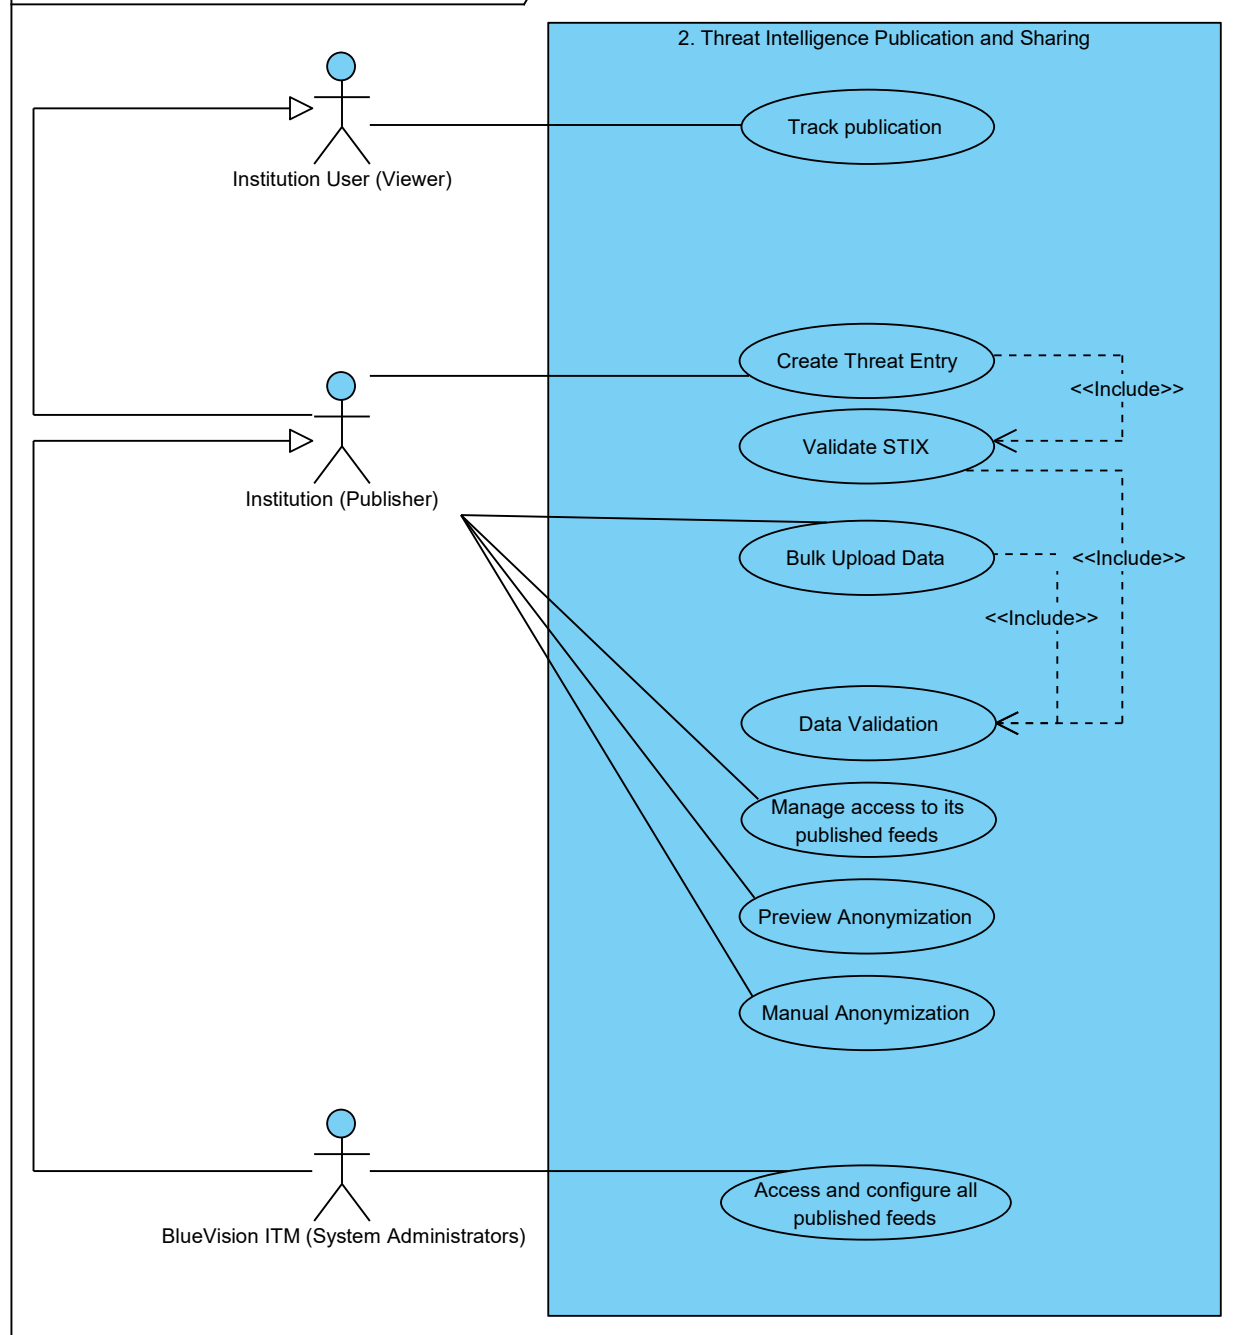 2. Threat Intelligence Publication and Sharing
Track publication
Institution User (Viewer)
Create Threat Entry
<<Include>>
Validate STIX
Institution (Publisher)
Bulk Upload Data
<<Include>>
<<Include>>
Data Validation
Manage access to its
published feeds
Preview Anonymization
Manual Anonymization
Access and configure all
published feeds
BlueVision ITM (System Administrators)